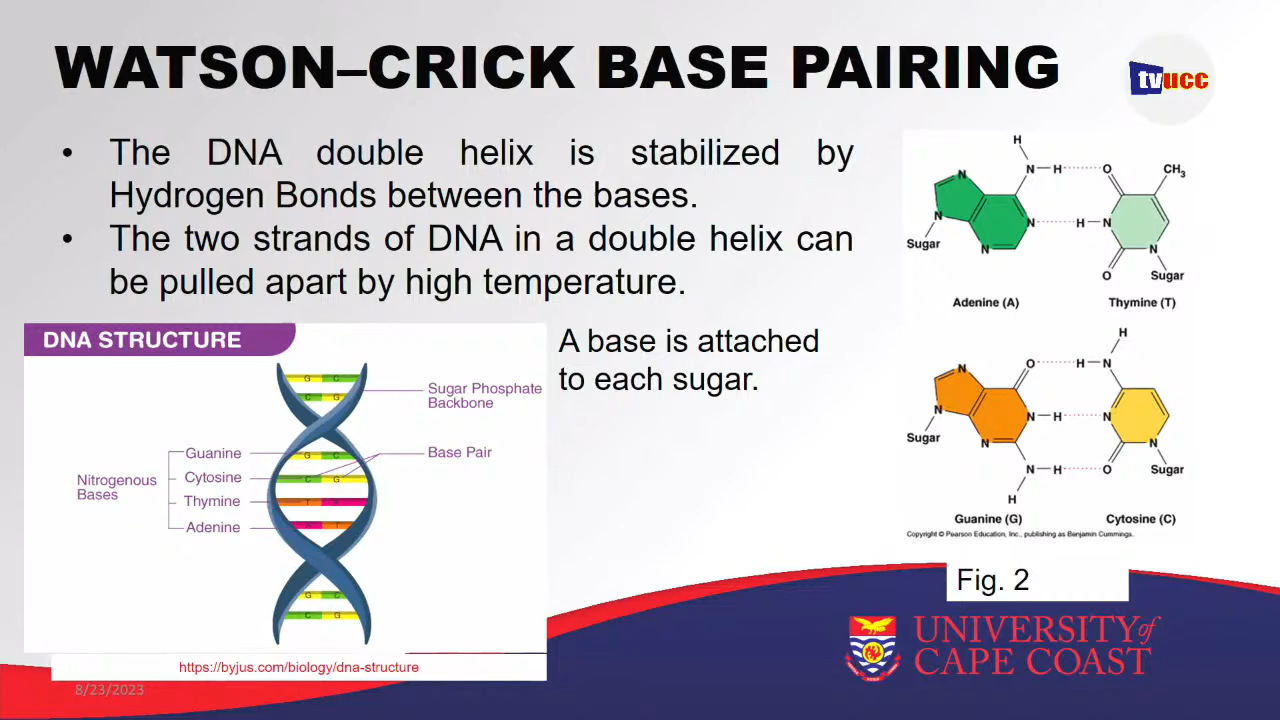 WATSON–CRICK BASE PAIRING
tvucc
• The DNA double helix is stabilized by
Hydrogen Bonds between the bases.
• The two strands of DNA in a double helix can
be pulled apart by high temperature.
DNA STRUCTURE
G C
C G
Sugar Phosphate
Backbone
Nitrogenous
Bases
Guanine
Cytosine
Thymine
Adenine
G C
C G
T
T
Base Pair
G C
C G
https://byjus.com/biology/dna-structure
8/23/2023
A base is attached
to each sugar.
H
N H O CH3
N N
N H N
N N
Sugar O Sugar
Adenine (A) Thymine (T)
H
O H N
N
N H N
N N N
Sugar N H O Sugar
H
Guanine (G) Cytosine (C)
Copyright © Pearson Education, Inc., publishing as Benjamin Cummings.
Fig. 2
UNIVERSITY of
CAPE COAST